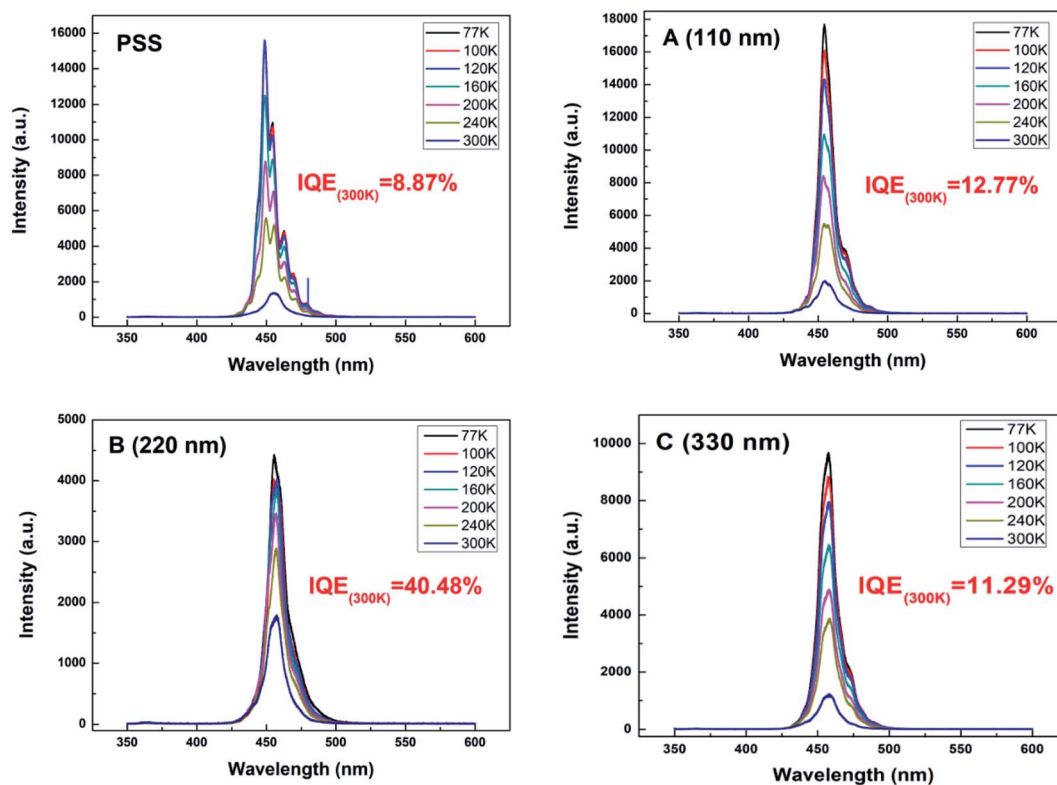 PSS
77K
100K
120K
160K
200K
240K
300K
IQE(300K)=8.87%
Intensity (a.u.)
16000
14000
12000
10000
8000
6000
4000
2000
0
350 400 450 500 550 600
Wavelength (nm)
A (110 nm)
77K
100K
120K
160K
200K
240K
300K
IQE(300K)=12.77%
Intensity (a.u.)
18000
16000
14000
12000
10000
8000
6000
4000
2000
0
350 400 450 500 550 600
Wavelength (nm)
B (220 nm)
77K
100K
120K
160K
200K
240K
300K
IQE(300K)=40.48%
Intensity (a.u.)
5000
4000
3000
2000
1000
0
350 400 450 500 550 600
Wavelength (nm)
C (330 nm)
77K
100K
120K
160K
200K
240K
300K
IQE(300K)=11.29%
Intensity (a.u.)
10000
8000
6000
4000
2000
0
350 400 450 500 550 600
Wavelength (nm)